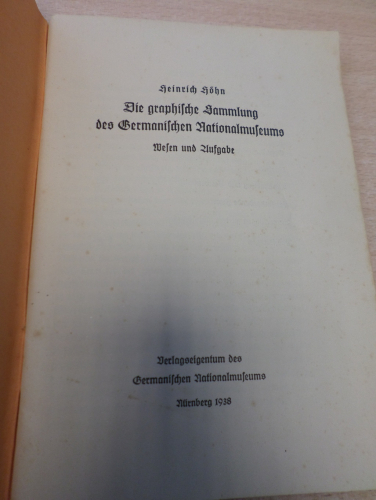 Heinrich Höhn
Die graphische Sammlung
des Germanischen Nationalmuseums
Wesen und Aufgabe
Verlagseigentum des
Germanischen Nationalmuseums
Nürnberg 1938